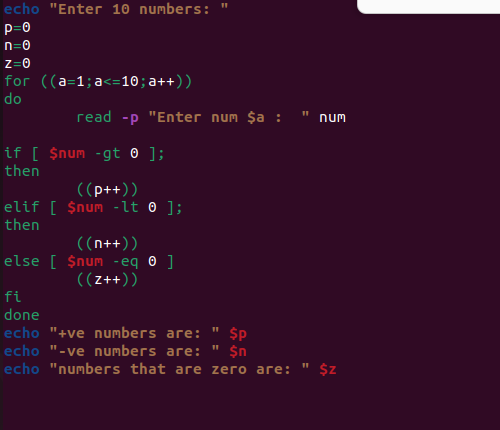 echo "Enter 10 numbers: "
p=0
n=0
z=0
for ((a=1;a<=10;a++))
do
        read -p "Enter num $a :  " num

if [ $num -gt 0 ];
then
        ((p++))
elif [ $num -lt 0 ];
then
        ((n++))
else [ $num -eq 0 ]
        ((z++))
fi
done
echo "+ve numbers are: " $p
echo "-ve numbers are: " $n
echo "numbers that are zero are: " $z